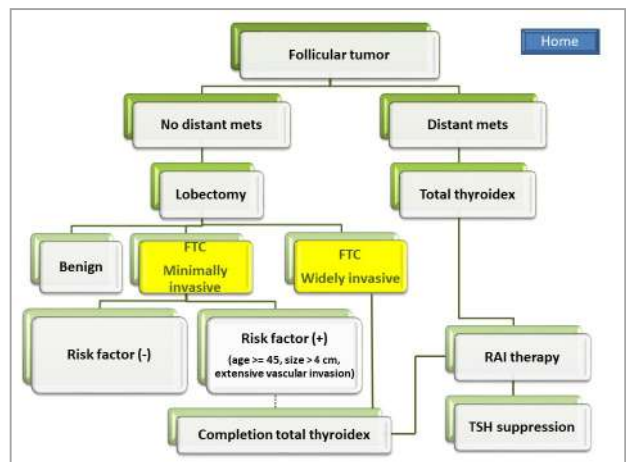 Home
Follicular tumor
No distant mets
Distant mets
Lobectomy
Total thyroidex
Benign
FTC
Minimally
invasive
FTC
Widely invasive
Risk factor (-)
Risk factor (+)
(age >= 45, size > 4 cm,
extensive vascular invasion)
RAI therapy
Completion total thyroidex
TSH suppression